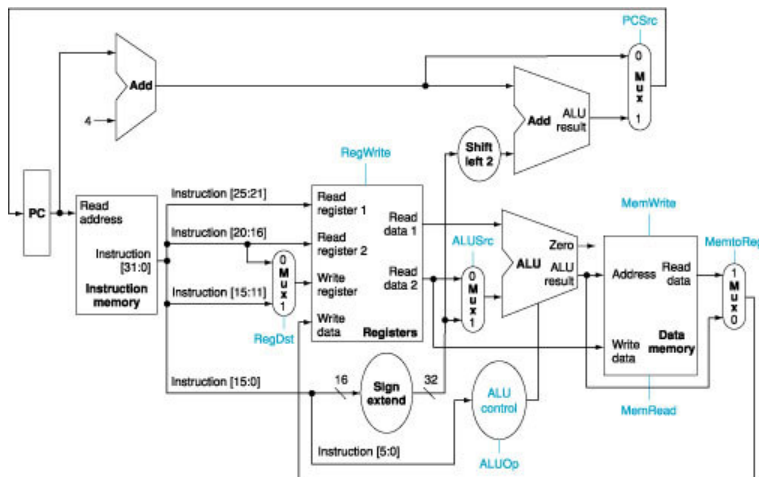 PCSrc
Add
4
0
M
u
x
1
Add
ALU
result
Shift
left 2
RegWrite
PC
Read
address
Instruction
[31:0]
Instruction
memory
Instruction [25:21]
Instruction [20:16]
Instruction [15:11]
0
M
u
x
1
RegDst
Read
register 1
Read
register 2
Write
register
Write
data
Registers
Read
data 1
Read
data 2
ALUSrc
0
M
u
x
1
Zero
ALU
ALU
result
MemWrite
Address
Read
data
Write
data
Data
memory
MemRead
MemtoReg
1
M
u
x
0
Instruction [15:0]
16
Sign
extend
32
ALU
control
ALUOp
Instruction [5:0]